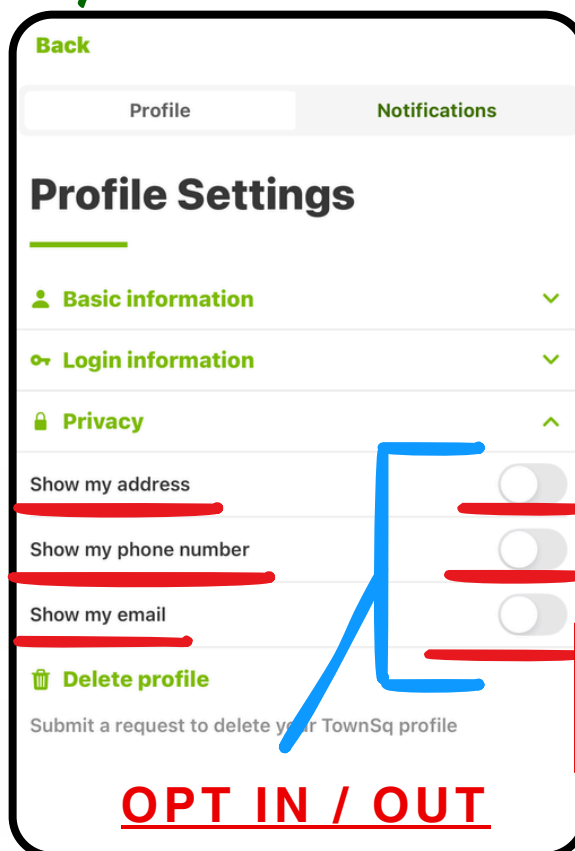 Back
Profile Notifications
Profile Settings
Basic information
Login information
Privacy
Show my address
Show my phone number
Show my email
Delete profile
Submit a request to delete your TownSq profile
OPT IN / OUT